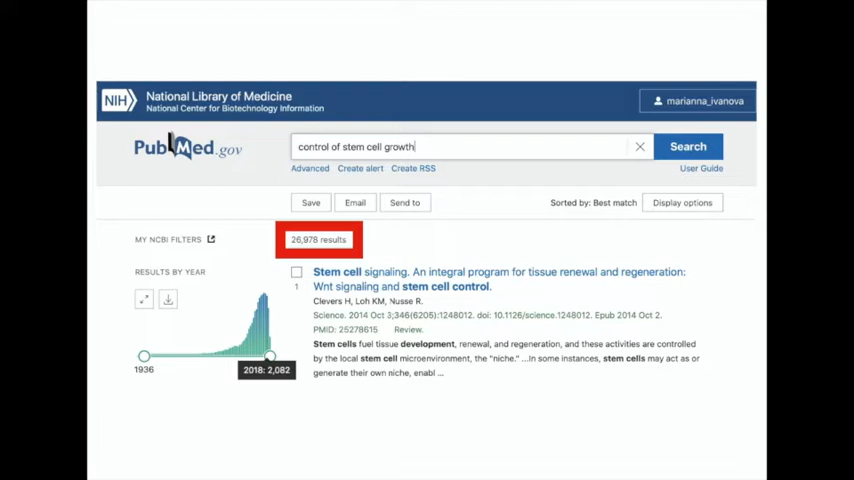 NIH National Library of Medicine
National Center for Biotechnology Information
marianna_ivanova
PubMed.gov
control of stem cell growth
Search
Advanced Create alert Create RSS
User Guide
Save Email Send to
Sorted by: Best match Display options
MY NCBI FILTERS
26,978 results
RESULTS BY YEAR
1
Stem cell signaling. An integral program for tissue renewal and regeneration:
Wnt signaling and stem cell control.
Clevers H, Loh KM, Nusse R.
Science. 2014 Oct 3;346(6205):1248012. doi: 10.1126/science.1248012. Epub 2014 Oct 2.
PMID: 25278615 Review.
Stem cells fuel tissue development, renewal, and regeneration, and these activities are controlled
by the local stem cell microenvironment, the "niche." ...In some instances, stem cells may act as or
generate their own niche, enabl ...
1936
2018: 2,082